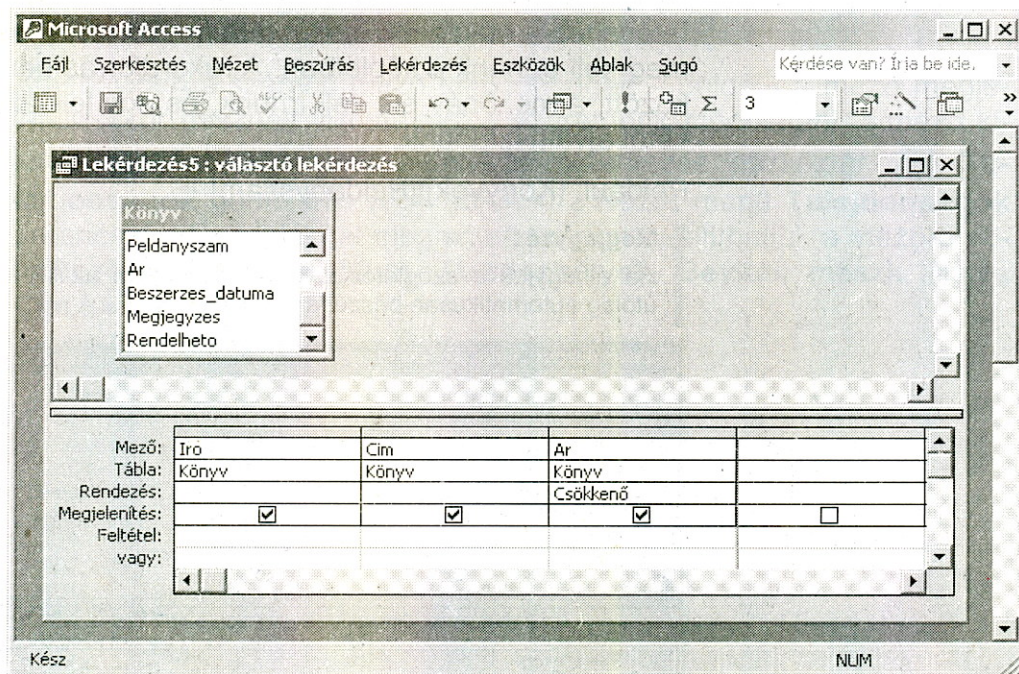 Microsoft Access
Fájl Szerkesztés Nézet Beszúrás Lekérdezés Eszközök Ablak Súgó Kérdése van? Írja be ide.
3
Lekérdezés5 : választó lekérdezés
Könyv
Peldanyszam
Ar
Beszerzes_datuma
Megjegyzes
Rendelheto
Mező: Iro Cim Ar
Tábla: Könyv Könyv Könyv
Rendezés: Csökkenő
Megjelenítés:
Feltétel:
vagy:
Kész NUM